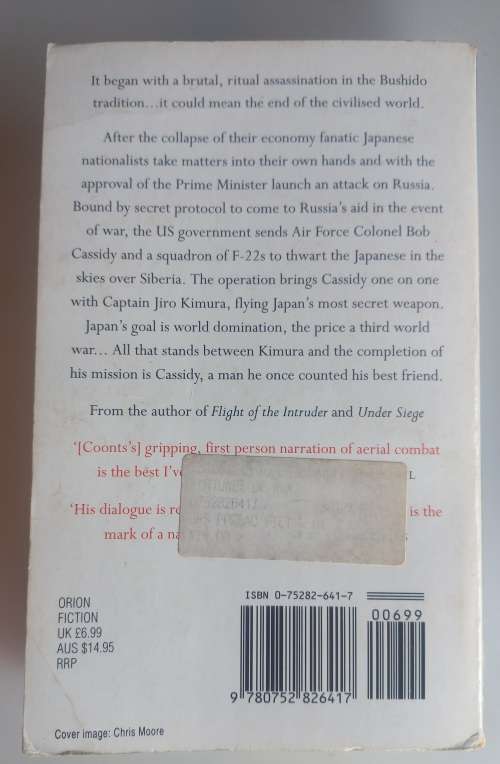 It began with a brutal, ritual assassination in the Bushido
tradition…it could mean the end of the civilised world.
After the collapse of their economy fanatic Japanese
nationalists take matters into their own hands and with the
approval of the Prime Minister launch an attack on Russia.
Bound by secret protocol to come to Russia's aid in the event
of war, the US government sends Air Force Colonel Bob
Cassidy and a squadron of F-22s to thwart the Japanese in the
skies over Siberia. The operation brings Cassidy one on one
with Captain Jiro Kimura, flying Japan's most secret weapon.
Japan's goal is world domination, the price a third world
war… All that stands between Kimura and the completion of
his mission is Cassidy, a man he once counted his best friend.
From the author of Flight of the Intruder and Under Siege
'[Coonts's] gripping, first person narration of aerial combat
is the best I'v
'His dialogue is re is the
mark of a na
ISBN 0-75282-641-7
00699
ORION
FICTION
UK £6.99
AUS $14.95
RRP
9 780752 826417
Cover image: Chris Moore